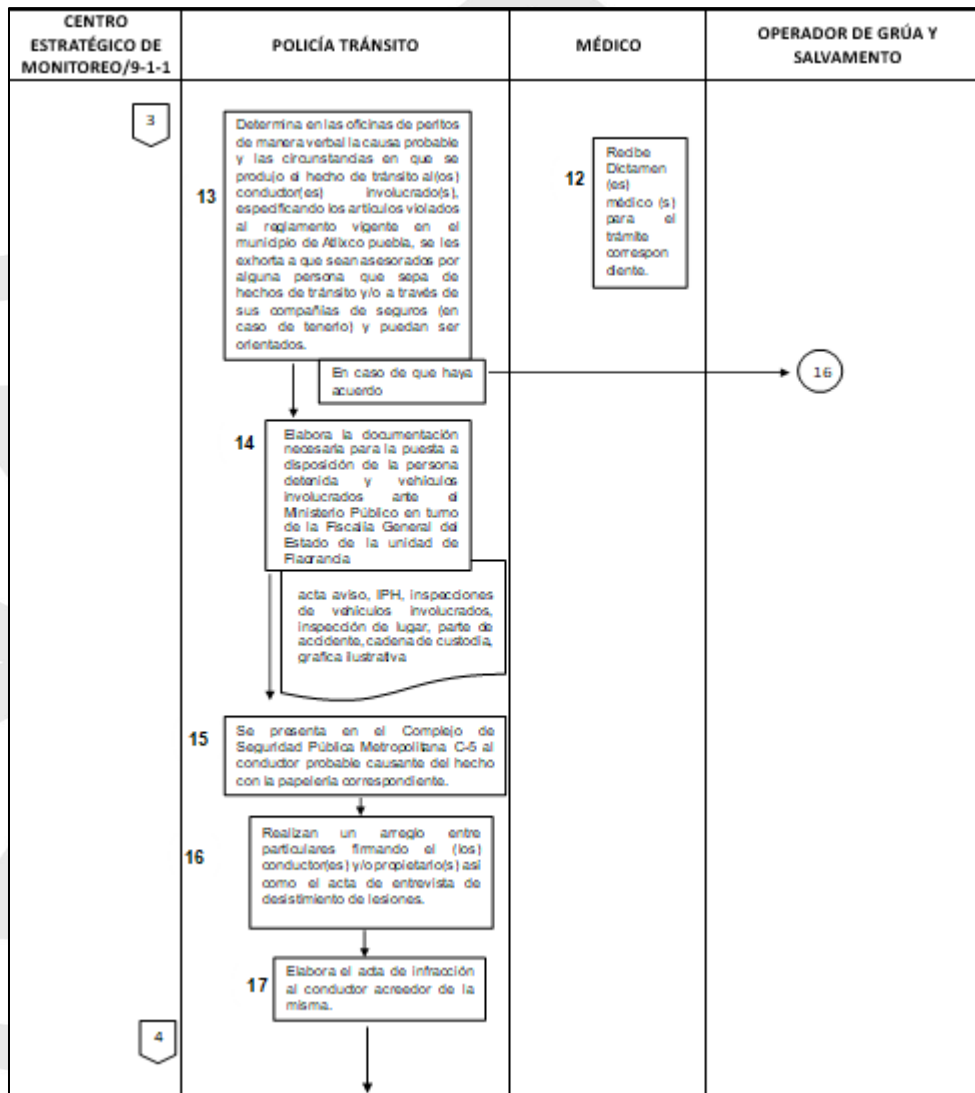 CENTRO
ESTRATÉGICO DE
MONITOREO/9-1-1
POLICÍA TRÁNSITO
MÉDICO
OPERADOR DE GRÚA Y
SALVAMENTO
3
13
Determina en las oficinas de peritos
de manera verbal la causa probable
y las circunstancias en que se
produjo el hecho de tránsito al(os)
conductor(es) involucrado(s),
especificando los artículos violados
al reglamento vigente en el
municipio de Atlixco puebla, se les
exhorta a que sean asesorados por
alguna persona que sepa de
hechos de tránsito y/o a través de
sus compañías de seguros (en
caso de tenerlo) y puedan ser
orientados.
12
Recibe
Dictamen
(es)
médico (s)
para el
trámite
correspon
diente.
En caso de que haya
acuerdo
16
14
Elabora la documentación
necesaria para la puesta a
disposición de la persona
detenida y vehículos
involucrados ante el
Ministerio Público en turno
de la Fiscalía General del
Estado de la unidad de
Flagrancia
acta aviso, IPH, inspecciones
de vehículos involucrados,
inspección de lugar, parte de
accidente, cadena de custodia,
grafica ilustrativa
15
Se presenta en el Complejo de
Seguridad Pública Metropolitana C-5 al
conductor probable causante del hecho
con la papelería correspondiente.
16
Realizan un arreglo entre
particulares firmando el (los)
conductor(es) y/o propietario(s) así
como el acta de entrevista de
desistimiento de lesiones.
17
Elabora el acta de infracción
al conductor acreedor de la
misma.
4